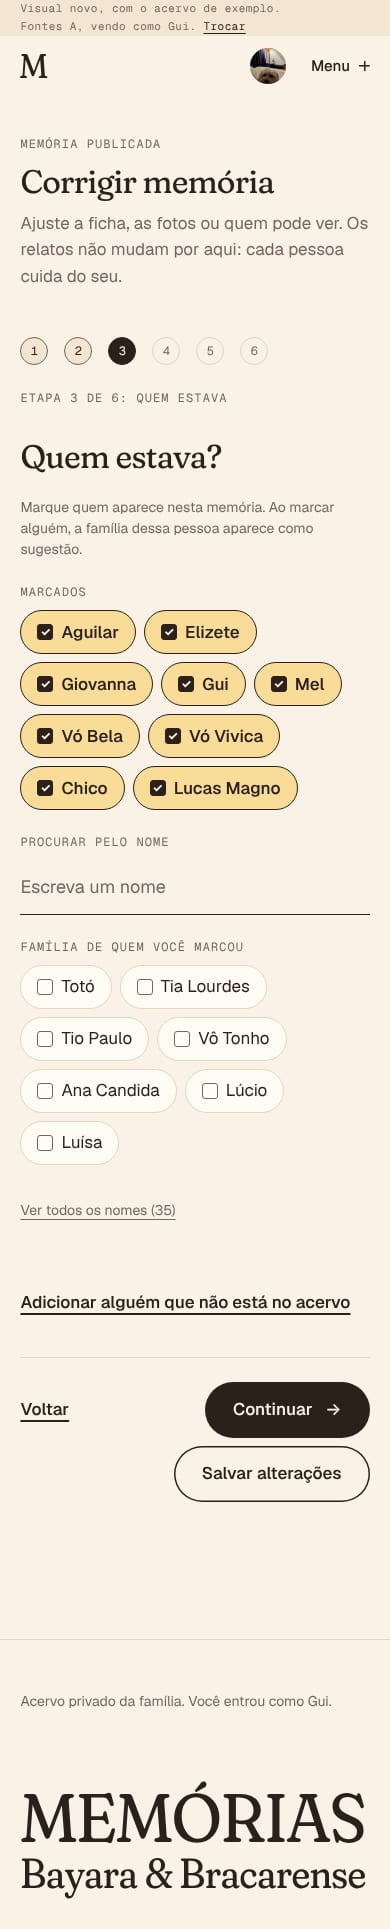 Visual novo, com o acervo de exemplo.
Fontes A, vendo como Gui. Trocar
M
Menu +
MEMÓRIA PUBLICADA
Corrigir memória
Ajuste a ficha, as fotos ou quem pode ver. Os
relatos não mudam por aqui: cada pessoa
cuida do seu.
1 2 3 4 5 6
ETAPA 3 DE 6: QUEM ESTAVA
Quem estava?
Marque quem aparece nesta memória. Ao marcar
alguém, a família dessa pessoa aparece como
sugestão.
MARCADOS
Aguilar Elizete
Giovanna Gui Mel
Vó Bela Vó Vivica
Chico Lucas Magno
PROCURAR PELO NOME
Escreva um nome
FAMÍLIA DE QUEM VOCÊ MARCOU
Totó Tia Lourdes
Tio Paulo Vô Tonho
Ana Candida Lúcio
Luísa
Ver todos os nomes (35)
Adicionar alguém que não está no acervo
Voltar Continuar →
Salvar alterações
Acervo privado da família. Você entrou como Gui.
MEMÓRIAS
Bayara & Bracarense